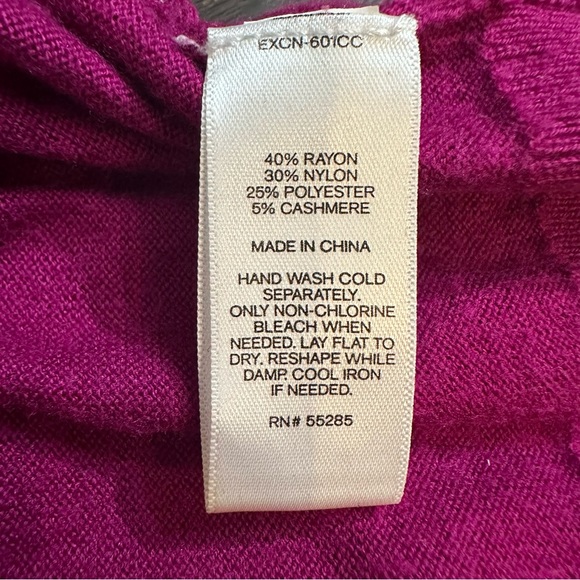 EXCN-601CC
40% RAYON
30% NYLON
25% POLYESTER
5% CASHMERE
MADE IN CHINA
HAND WASH COLD
SEPARATELY.
ONLY NON-CHLORINE
BLEACH WHEN
NEEDED. LAY FLAT TO
DRY. RESHAPE WHILE
DAMP. COOL IRON
IF NEEDED.
RN# 55285